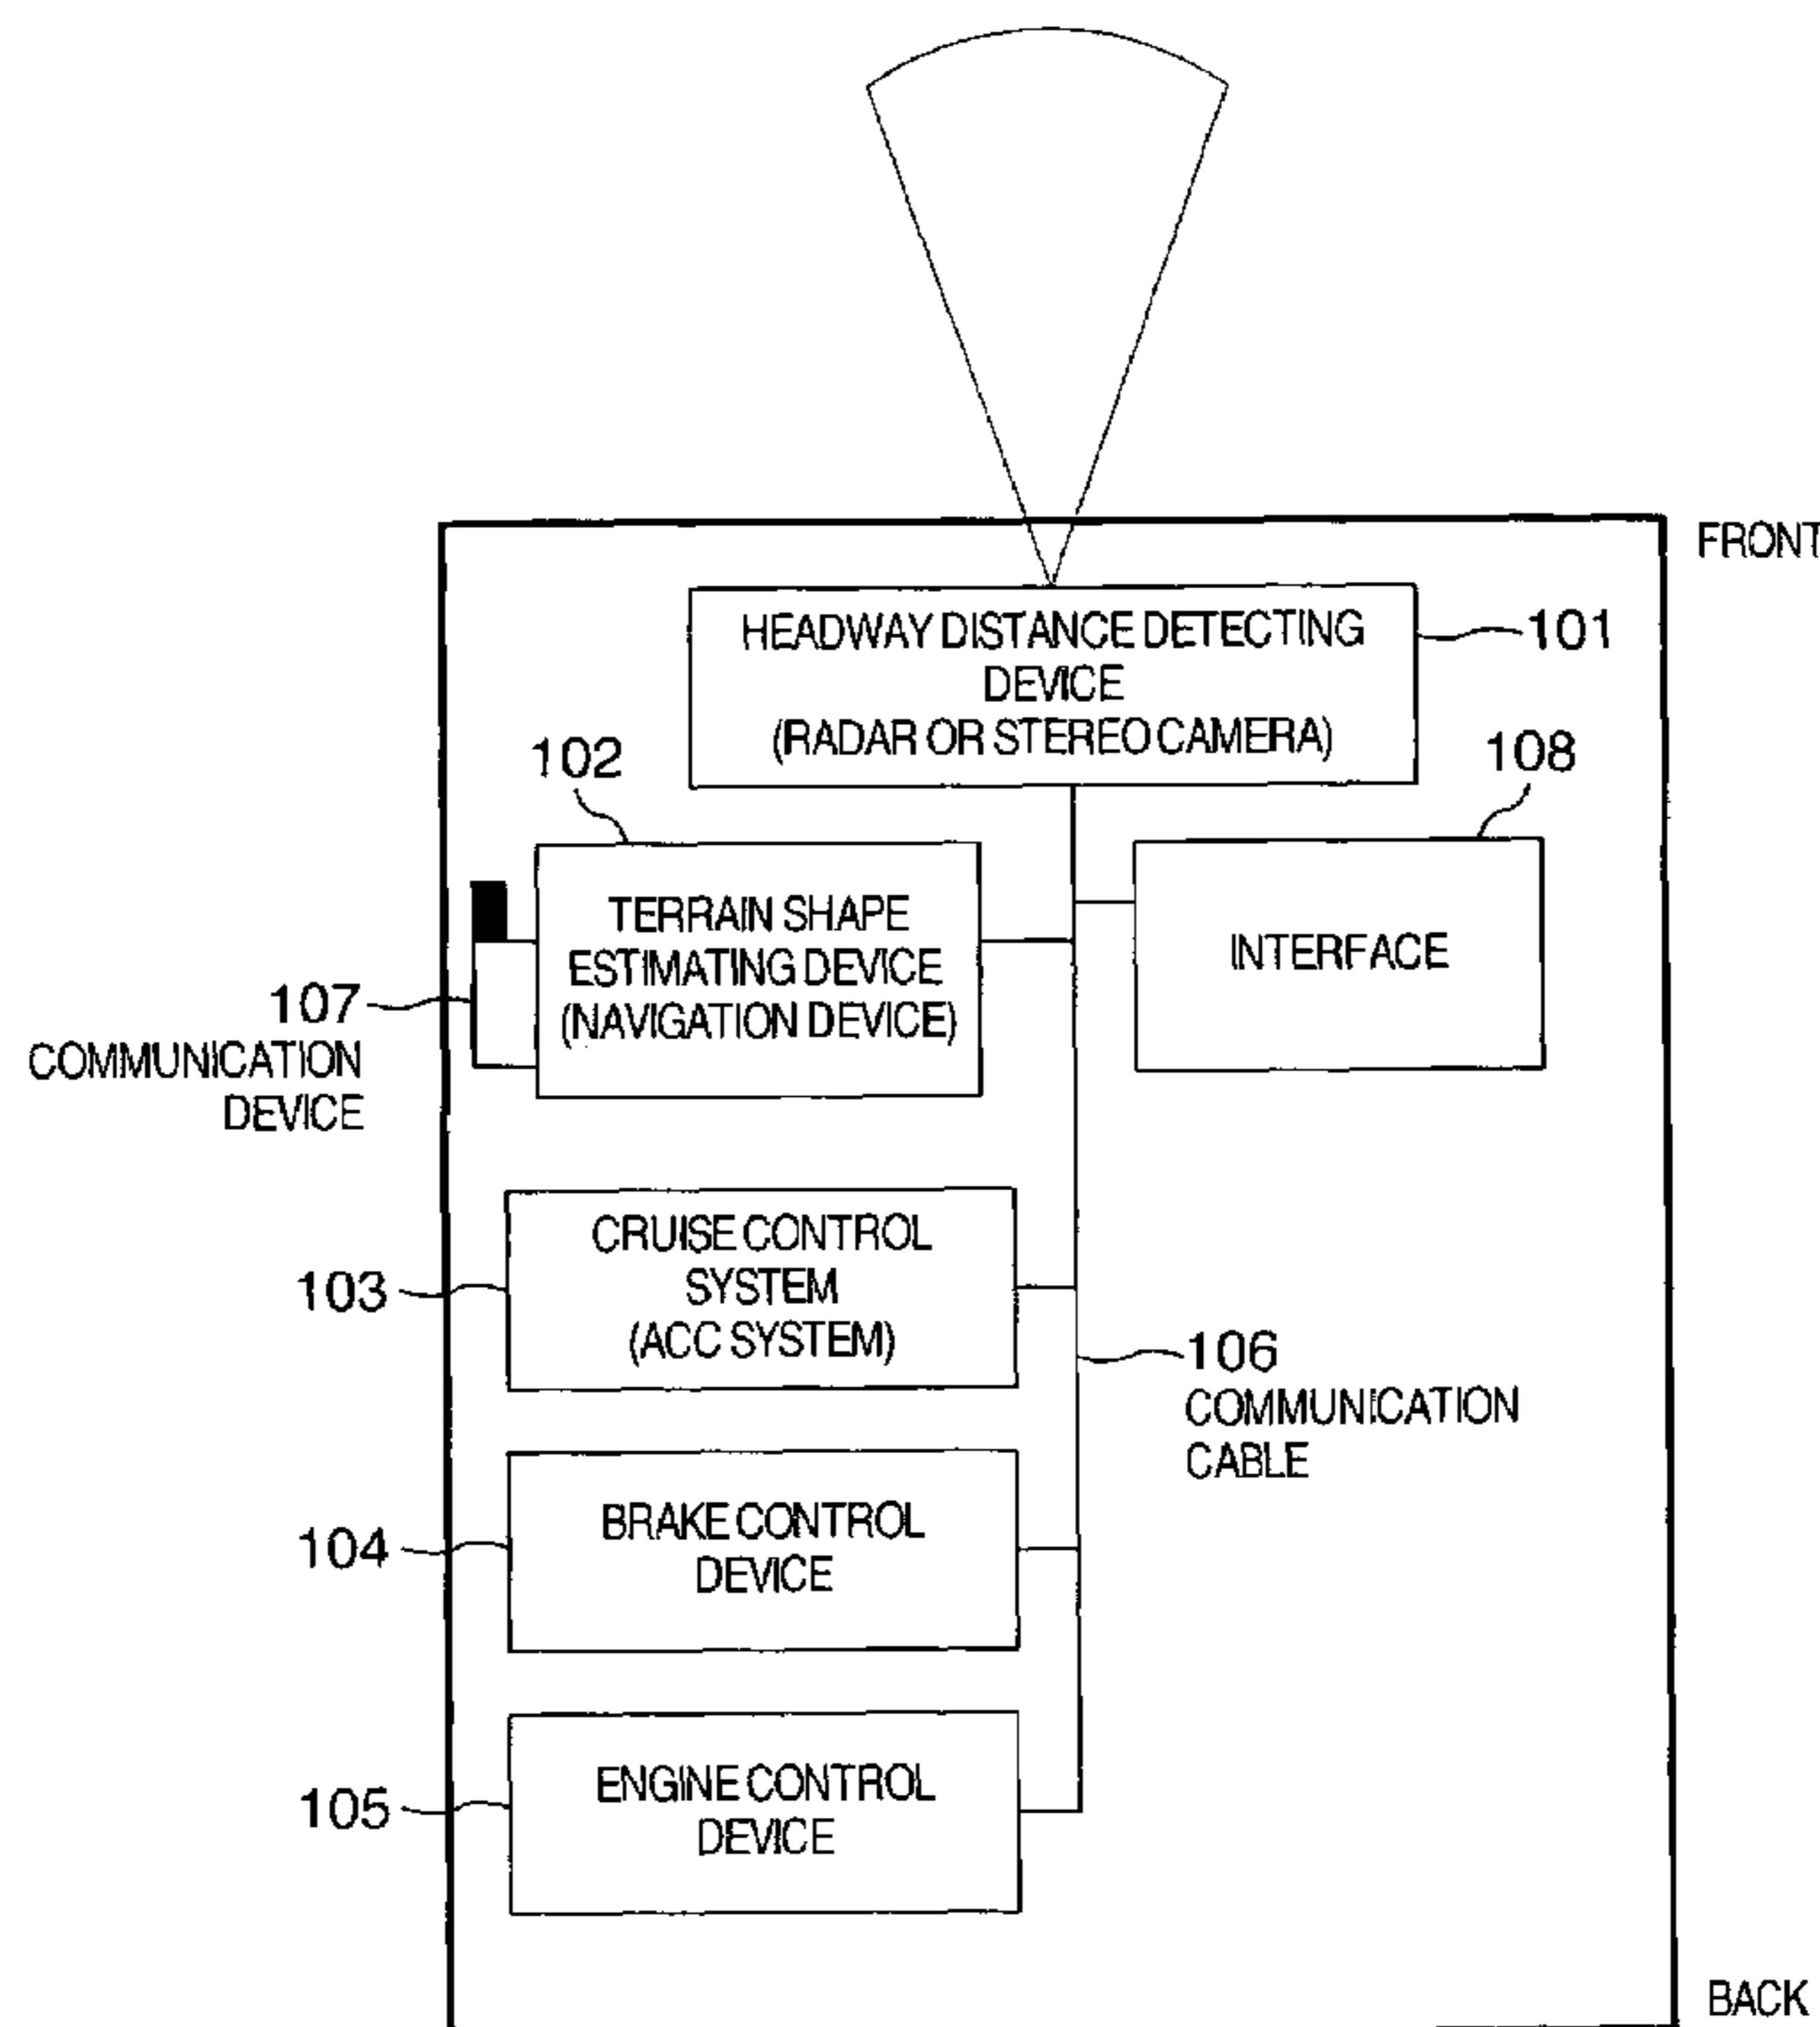 FRONT
HEADWAY DISTANCE DETECTING
DEVICE
(RADAR OR STEREO CAMERA)
101
102
108
TERRAIN SHAPE
ESTIMATING DEVICE
(NAVIGATION DEVICE)
INTERFACE
107
COMMUNICATION
DEVICE
CRUISE CONTROL
SYSTEM
(ACC SYSTEM)
103
106
COMMUNICATION
CABLE
BRAKE CONTROL
DEVICE
104
ENGINE CONTROL
DEVICE
105
BACK